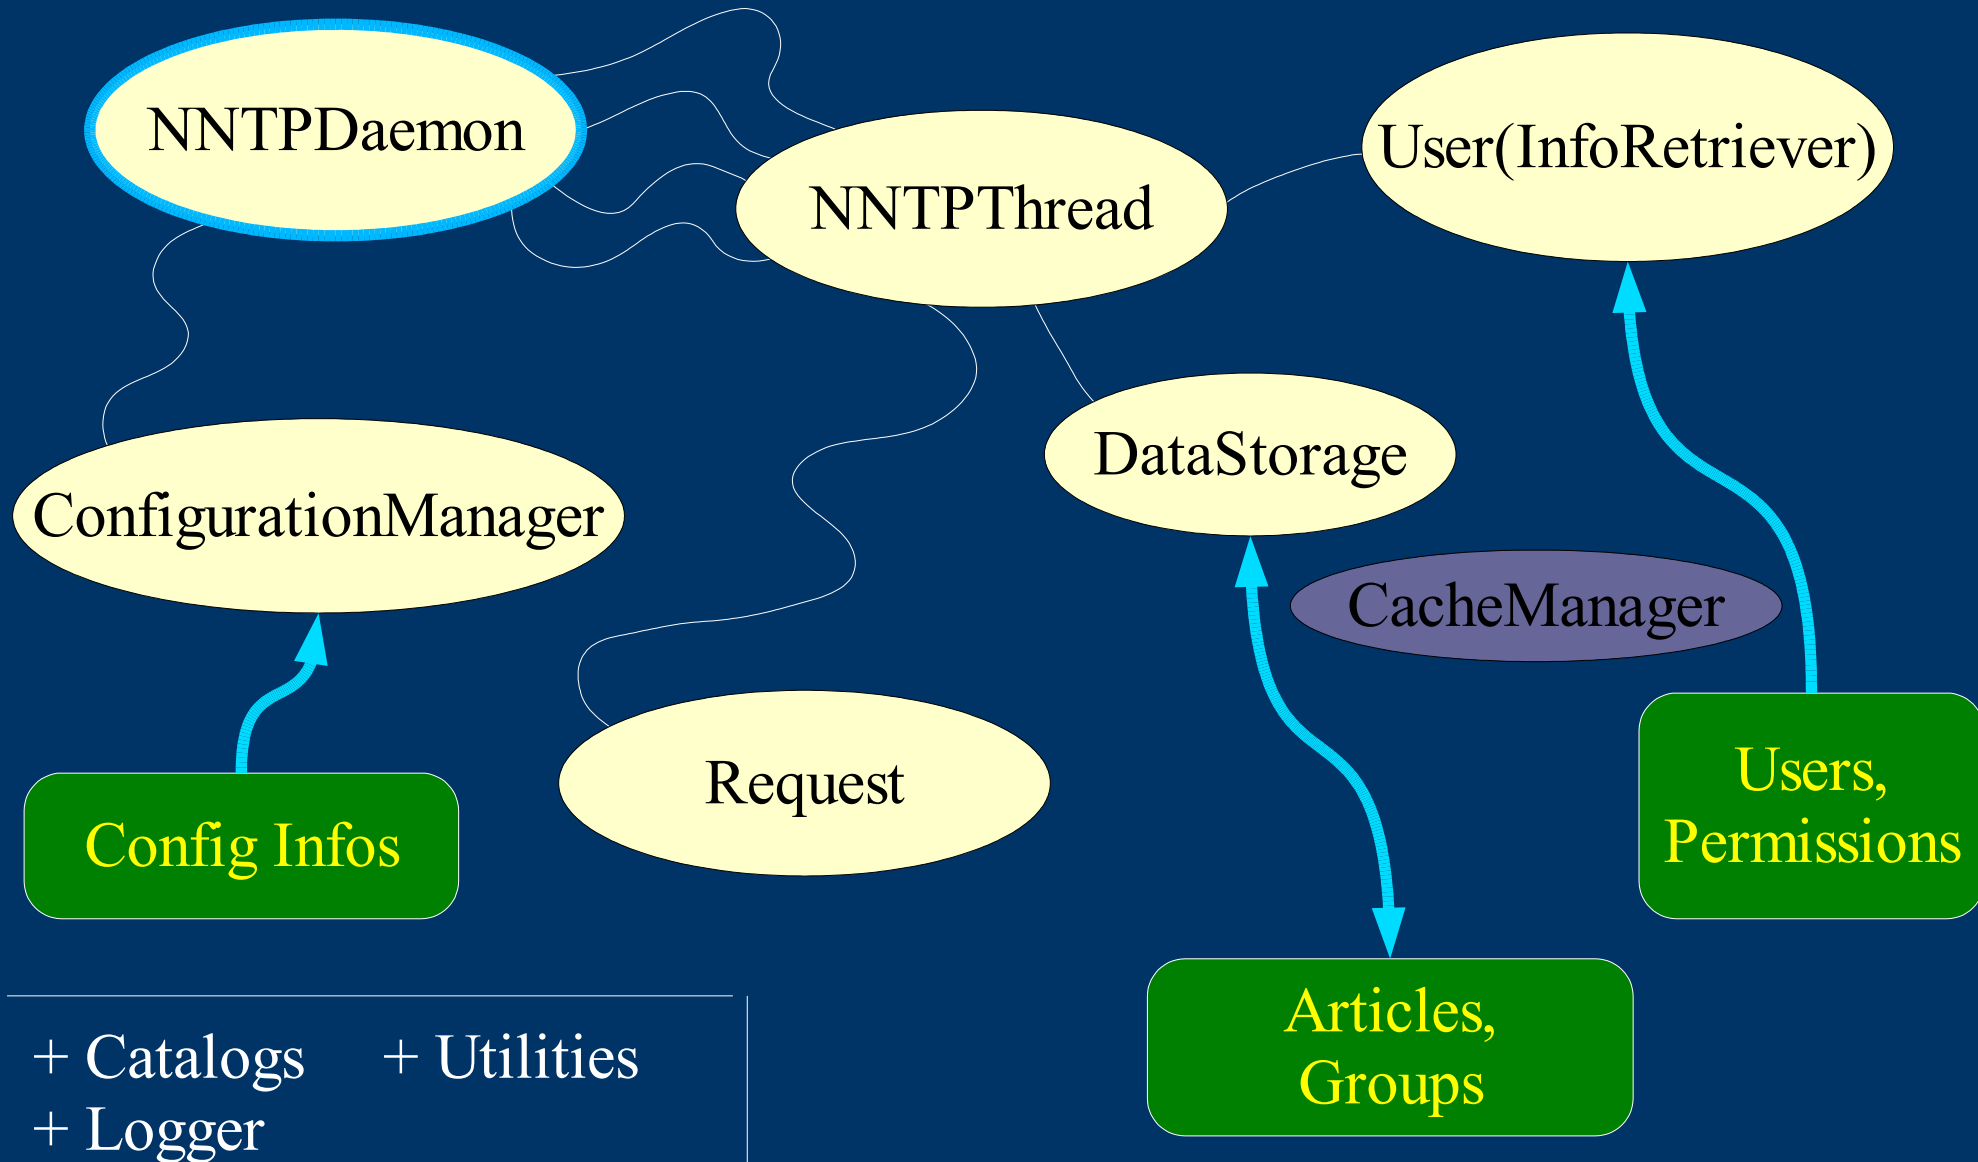 NNTPDaemon
NNTPThread
User(InfoRetriever)
ConfigurationManager
DataStorage
CacheManager
Request
Config Infos
Users,
Permissions
Articles,
Groups
+ Catalogs + Utilities
+ Logger